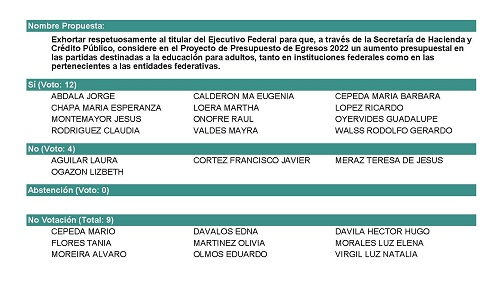 Nombre Propuesta:
Exhortar respetuosamente al titular del Ejecutivo Federal para que, a través de la Secretaría de Hacienda y
Crédito Público, considere en el Proyecto de Presupuesto de Egresos 2022 un aumento presupuestal en
las partidas destinadas a la educación para adultos, tanto en instituciones federales como en las
pertenecientes a las entidades federativas.
Sí (Voto: 12)
ABDALA JORGE CALDERON MA EUGENIA CEPEDA MARIA BARBARA
CHAPA MARIA ESPERANZA LOERA MARTHA LOPEZ RICARDO
MONTEMAYOR JESUS ONOFRE RAUL OYERVIDES GUADALUPE
RODRIGUEZ CLAUDIA VALDES MAYRA WALSS RODOLFO GERARDO
No (Voto: 4)
AGUILAR LAURA CORTEZ FRANCISCO JAVIER MERAZ TERESA DE JESUS
OGAZON LIZBETH
Abstención (Voto: 0)
No Votación (Total: 9)
CEPEDA MARIO DAVALOS EDNA DAVILA HECTOR HUGO
FLORES TANIA MARTINEZ OLIVIA MORALES LUZ ELENA
MOREIRA ALVARO OLMOS EDUARDO VIRGIL LUZ NATALIA